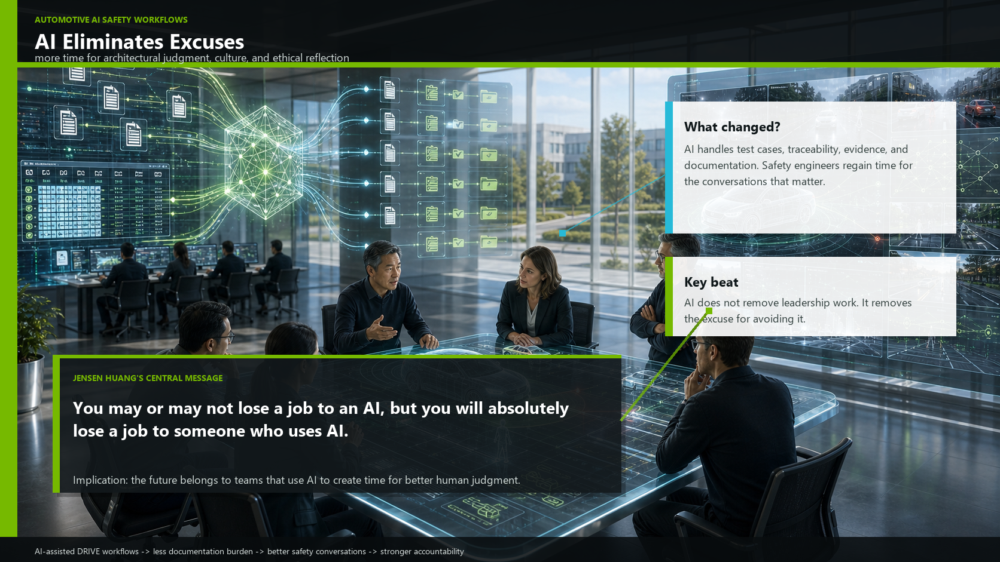 AUTOMOTIVE AI SAFETY WORKFLOWS
AI Eliminates Excuses
more time for architectural judgment, culture, and ethical reflection
What changed?
AI handles test cases, traceability, evidence, and
documentation. Safety engineers regain time for
the conversations that matter.
Key beat
AI does not remove leadership work. It removes
the excuse for avoiding it.
JENSEN HUANG'S CENTRAL MESSAGE
You may or may not lose a job to an AI, but you will absolutely
lose a job to someone who uses AI.
Implication: the future belongs to teams that use AI to create time for better human judgment.
AI-assisted DRIVE workflows -> less documentation burden -> better safety conversations -> stronger accountability